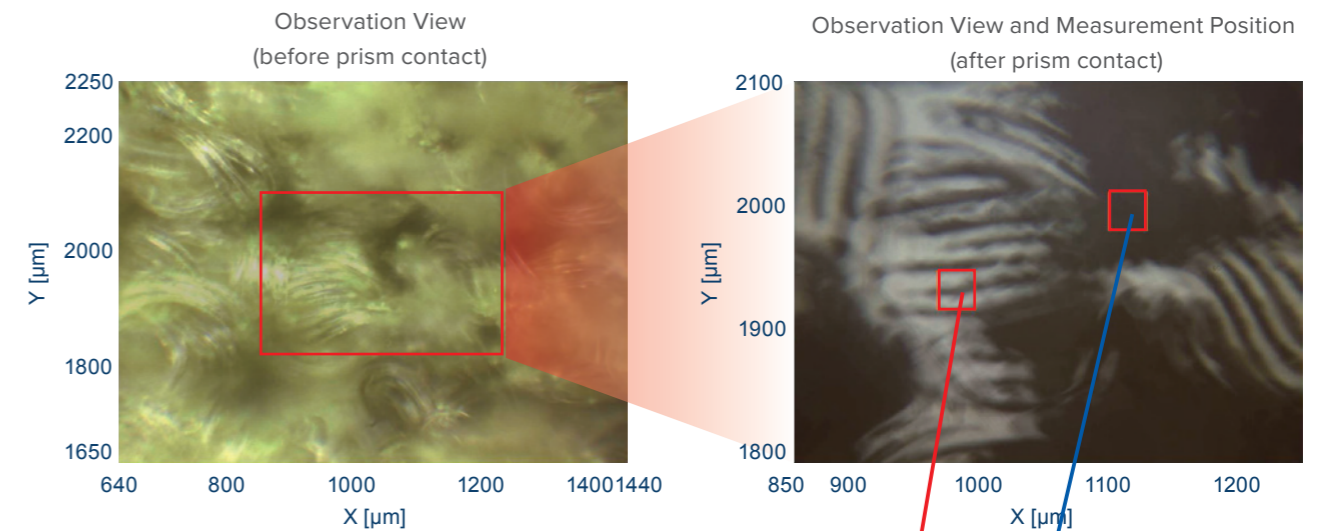 Observation View
(before prism contact)
2250
2200
2000
1800
1650
Y [µm]
640 800 1000 1200 1400 1440
X [µm]
Observation View and Measurement Position
(after prism contact)
2100
2000
1900
1800
Y [µm]
850 900 1000 1100 1200
X [µm]